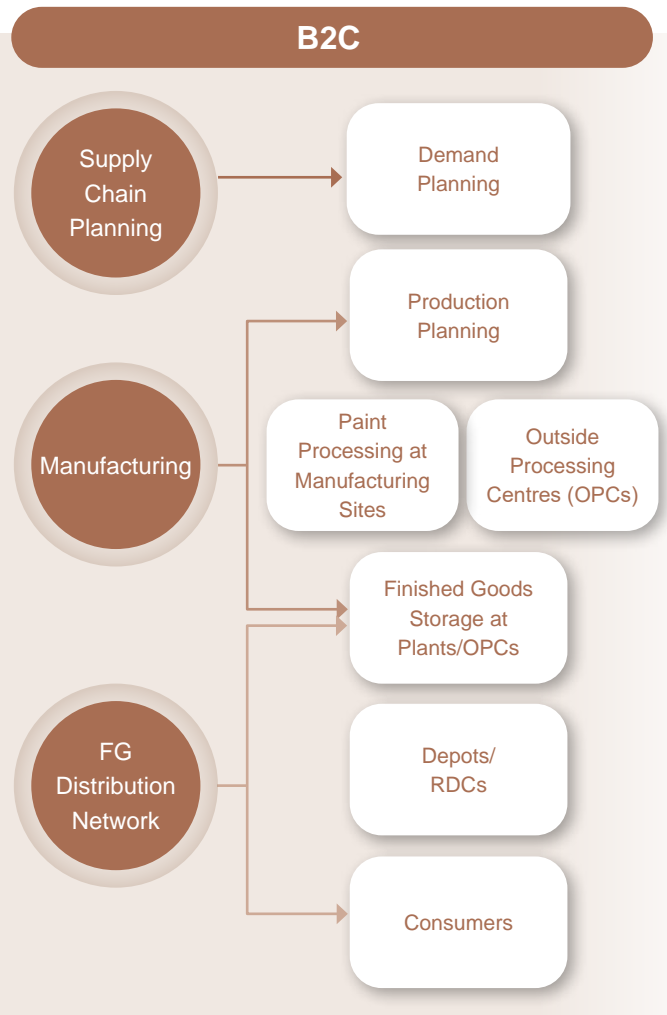 B2C
Supply
Chain
Planning
Demand
Planning
Production
Planning
Manufacturing
Paint
Processing at
Manufacturing
Sites
Outside
Processing
Centres (OPCs)
Finished Goods
Storage at
Plants/OPCs
FG
Distribution
Network
Depots/
RDCs
Consumers